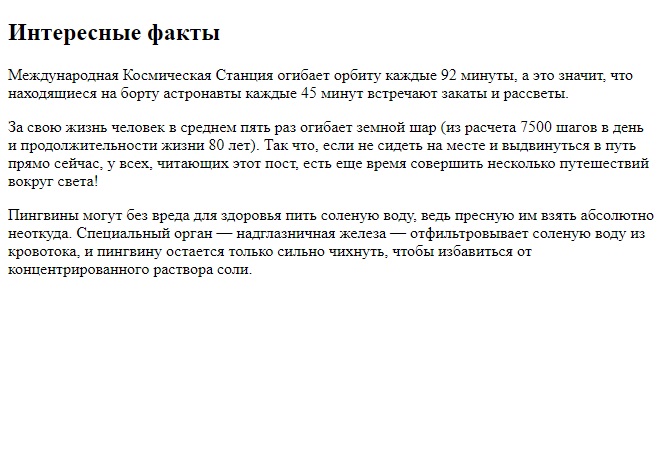 Интересные факты
Международная Космическая Станция огибает орбиту каждые 92 минуты, а это значит, что
находящиеся на борту астронавты каждые 45 минут встречают закаты и рассветы.
За свою жизнь человек в среднем пять раз огибает земной шар (из расчета 7500 шагов в день
и продолжительности жизни 80 лет). Так что, если не сидеть на месте и выдвинуться в путь
прямо сейчас, у всех, читающих этот пост, есть еще время совершить несколько путешествий
вокруг света!
Пингвины могут без вреда для здоровья пить соленую воду, ведь пресную им взять абсолютно
неоткуда. Специальный орган — надглазничная железа — отфильтровывает соленую воду из
кровотока, и пингвину остается только сильно чихнуть, чтобы избавиться от
концентрированного раствора соли.